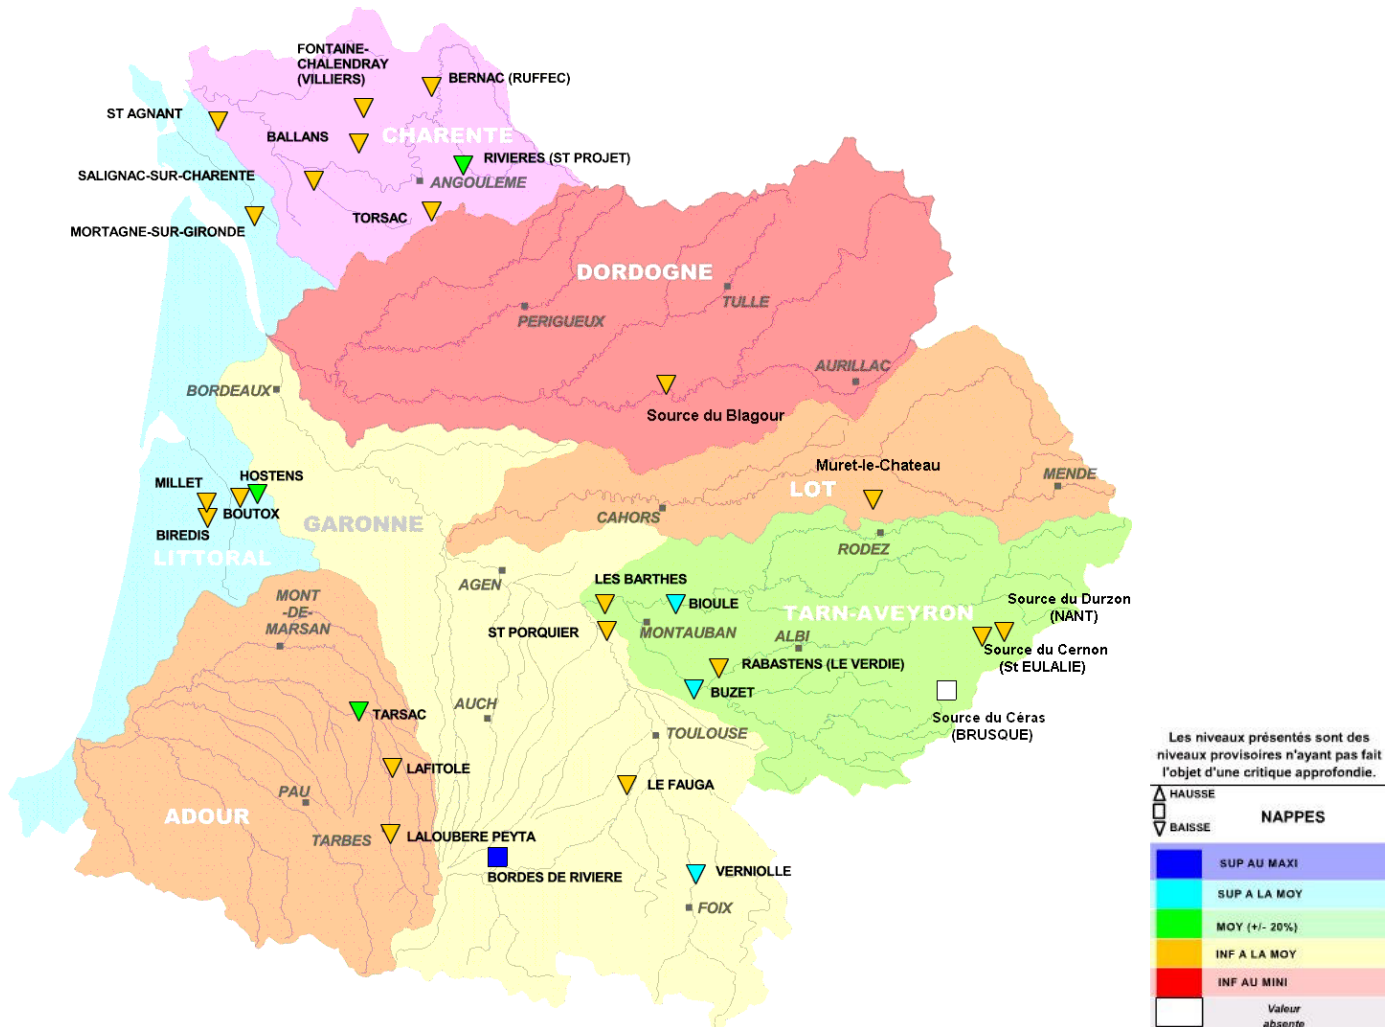 FONTAINE-
CHALENDRAY
(VILLIERS)
BERNAC (RUFFEC)
ST AGNANT
BALLANS
CHARENTE
RIVIERES (ST PROJET)
SALIGNAC-SUR-CHARENTE
ANGOULEME
TORSAC
MORTAGNE-SUR-GIRONDE
DORDOGNE
TULLE
PERIGUEUX
AURILLAC
BORDEAUX
Source du Blagour
Muret-le-Chateau
MENDE
MILLET
HOSTENS
LOT
BOUTOX
CAHORS
GARONNE
BIREDIS
RODEZ
LITTORAL
AGEN
LES BARTHES
MONT
-DE-
MARSAN
BIOULE
TARN-AVEYRON
Source du Durzon
(NANT)
ST PORQUIER
MONTAUBAN
ALBI
Source du Cernon
(St EULALIE)
RABASTENS (LE VERDIE)
BUZET
TARSAC
AUCH
TOULOUSE
Source du Céras
(BRUSQUE)
LAFITOLE
LE FAUGA
PAU
ADOUR
TARBES
LALOUBERE PEYTA
BORDES DE RIVIERE
VERNIOLLE
FOIX
Les niveaux présentés sont des
niveaux provisoires n'ayant pas fait
l'objet d'une critique approfondie.
HAUSSE
NAPPES
BAISSE
SUP AU MAXI
SUP A LA MOY
MOY (+/- 20%)
INF A LA MOY
INF AU MINI
Valeur
absente